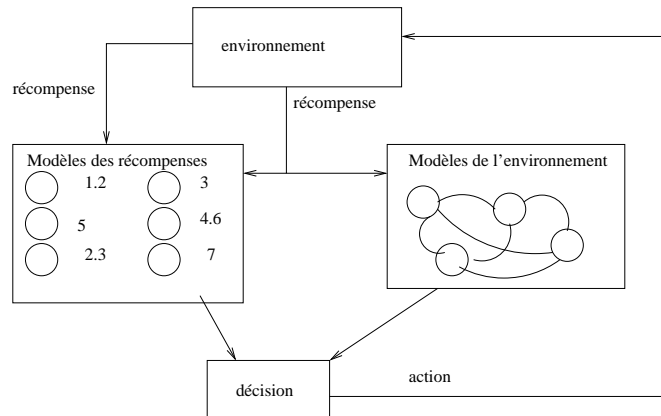 environnement
récompense
récompense
Modèles des récompenses
1.2
3
5
4.6
2.3
7
Modèles de l'environnement
décision
action